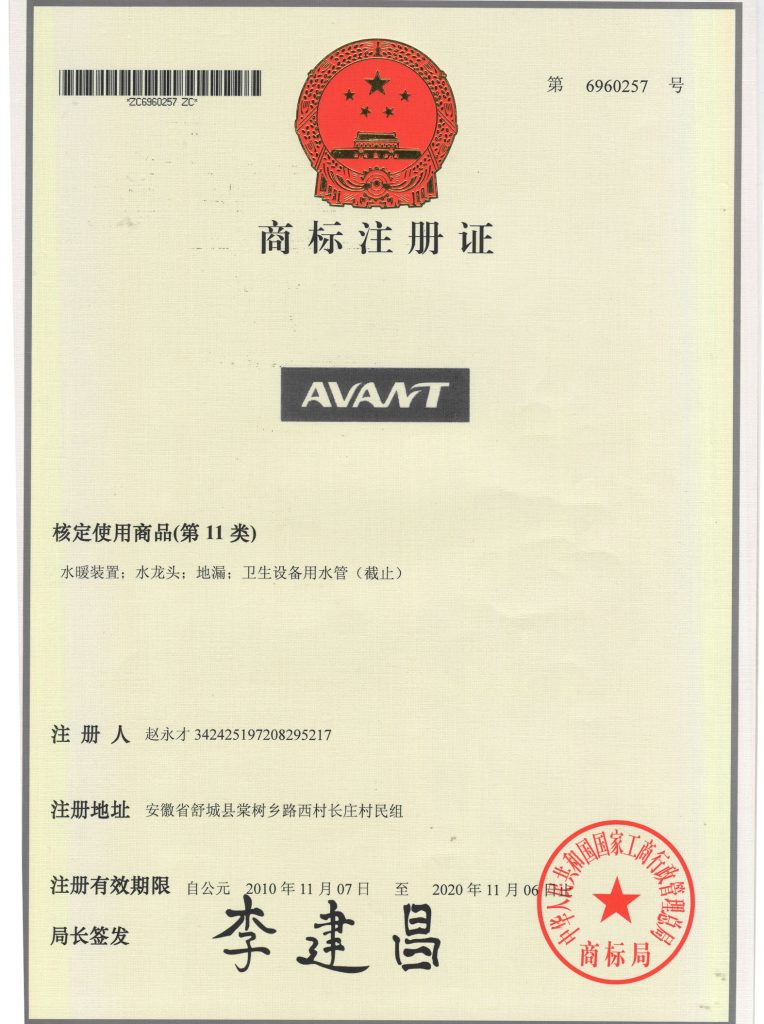 第 6960257 号
*ZC6960257 ZC*
商标注册证
AVANT
核定使用商品(第 11 类)
水暖装置；水龙头；地漏；卫生设备用水管（截止）
注 册 人 赵永才 342425197208295217
注册地址 安徽省舒城县棠树乡路西村长庄村民组
注册有效期限 自公元 2010 年 11 月 07 日 至 2020 年 11 月 06 日止
局长签发 李建昌
中华人民共和国国家工商行政管理总局
商标局